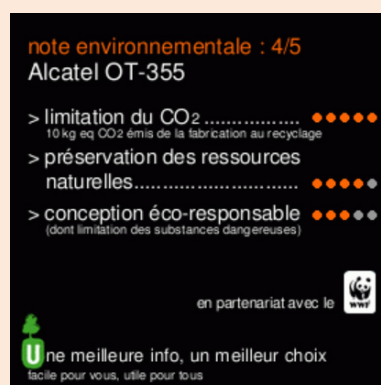 note environnementale : 4/5
Alcatel OT-355
> limitation du CO2 ..................
10 kg eq CO2 émis de la fabrication au recyclage
> préservation des ressources
naturelles..............................
> conception éco-responsable
(dont limitation des substances dangereuses)
en partenariat avec le WWF
Une meilleure info, un meilleur choix
facile pour vous, utile pour tous